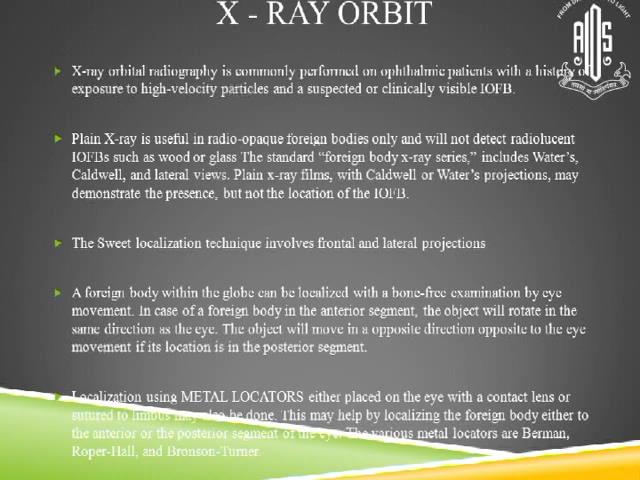 X - RAY ORBIT
FROM TO LIGHT
X-ray orbital radiography is commonly performed on ophthalmic patients with a history of
exposure to high-velocity particles and a suspected or clinically visible IOFB.
Plain X-ray is useful in radio-opaque foreign bodies only and will not detect radiolucent
IOFBs such as wood or glass The standard “foreign body x-ray series,” includes Water’s,
Caldwell, and lateral views. Plain x-ray films, with Caldwell or Water’s projections, may
demonstrate the presence, but not the location of the IOFB.
The Sweet localization technique involves frontal and lateral projections
A foreign body within the globe can be localized with a bone-free examination by eye
movement. In case of a foreign body in the anterior segment, the object will rotate in the
same direction as the eye. The object will move in a opposite direction opposite to the eye
movement if its location is in the posterior segment.
Localization using METAL LOCATORS either placed on the eye with a contact lens or
sutured to limbus may also be done. This may help by localizing the foreign body either to
the anterior or the posterior segment of the eye. The various metal locators are Berman,
Roper-Hall, and Bronson-Turner.